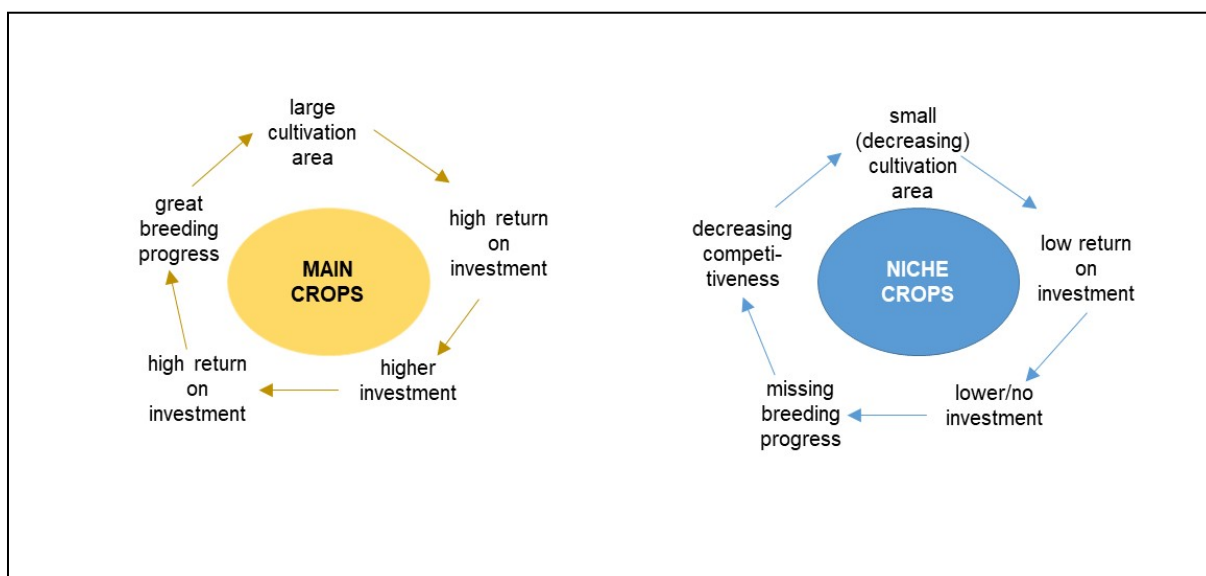 large
cultivation
area
high return
on
investment
higher
investment
high return
on
investment
great
breeding
progress
MAIN
CROPS
small
(decreasing)
cultivation
area
low return
on
investment
lower/no
investment
missing
breeding
progress
decreasing
competi-
tiveness
NICHE
CROPS